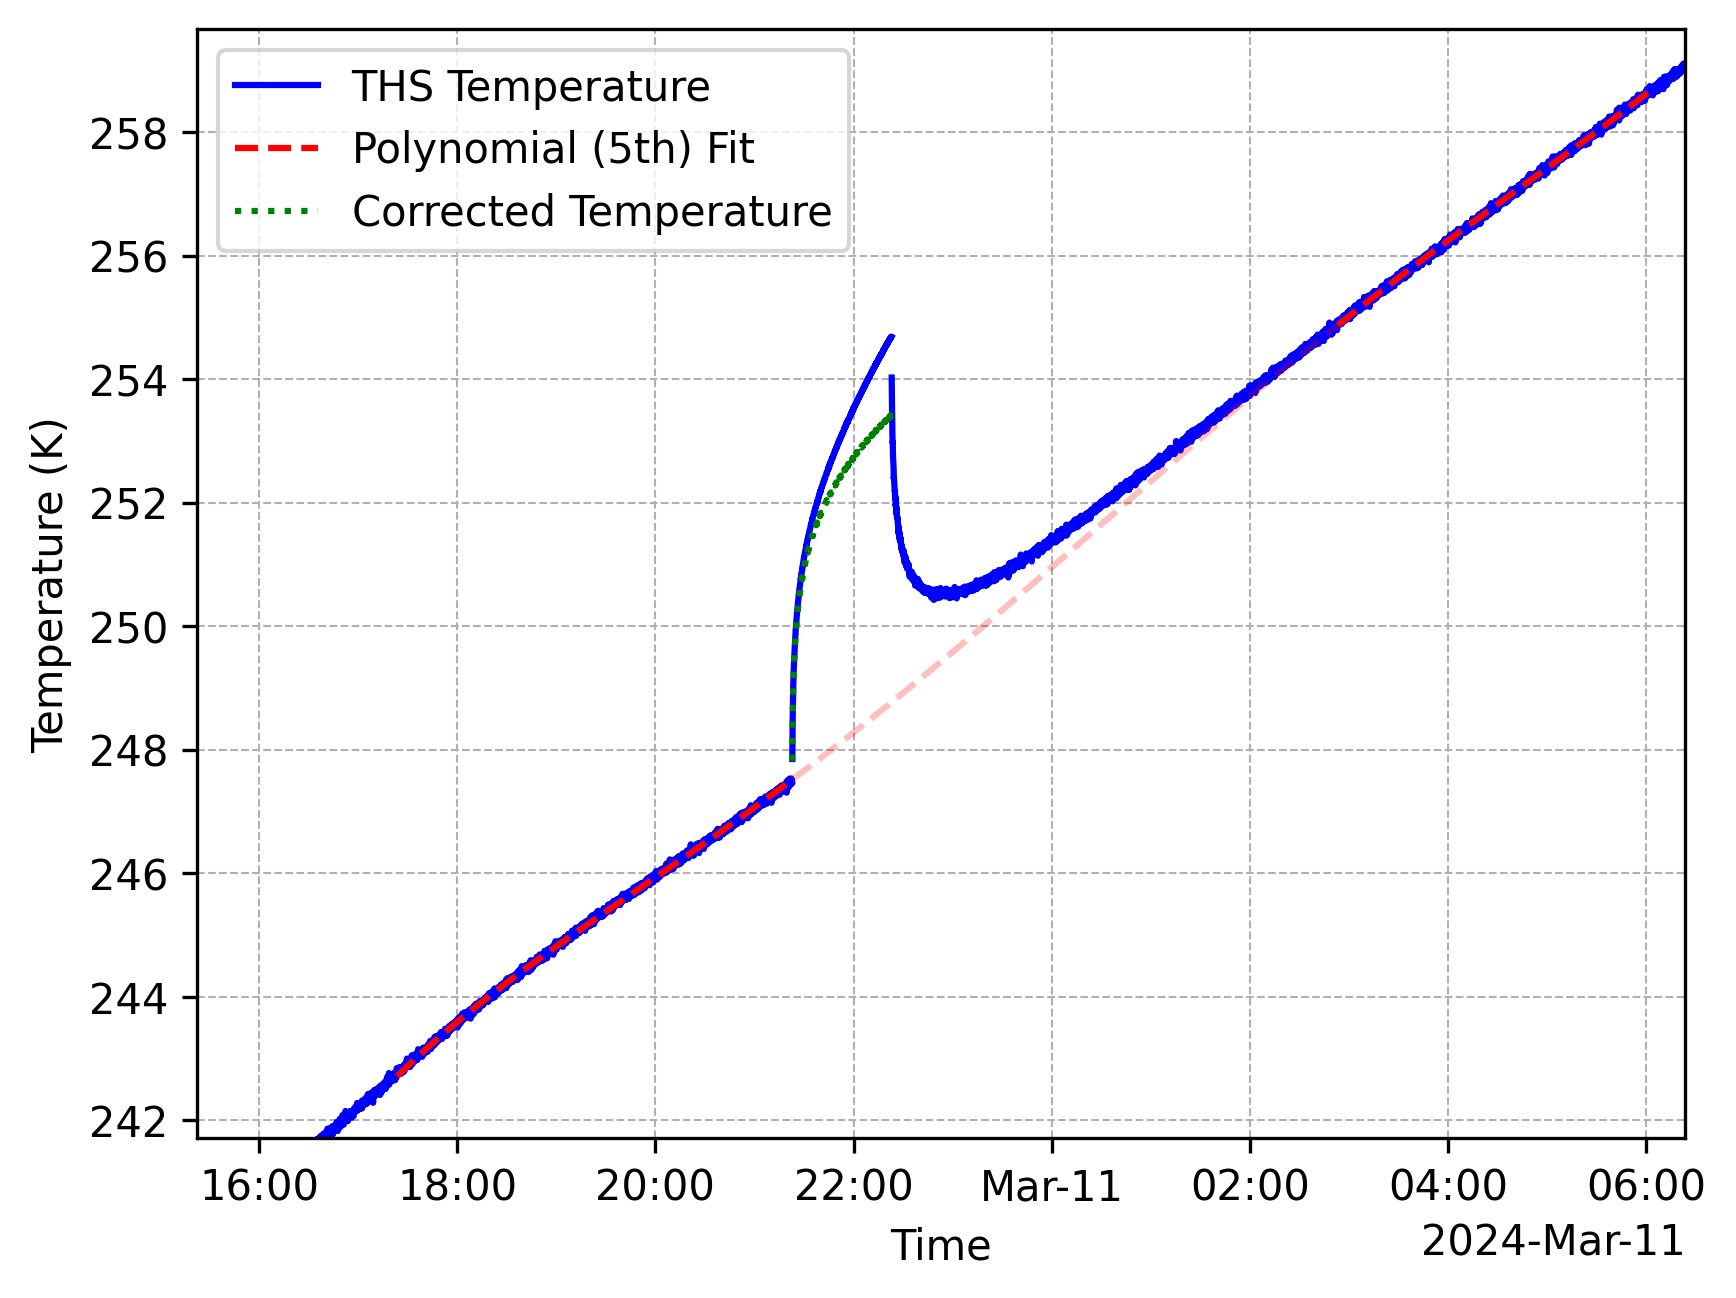 THS Temperature
Polynomial (5th) Fit
Corrected Temperature
258
256
254
252
250
248
246
244
242
Temperature (K)
16:00 18:00 20:00 22:00 Mar-11 02:00 04:00 06:00
Time
2024-Mar-11